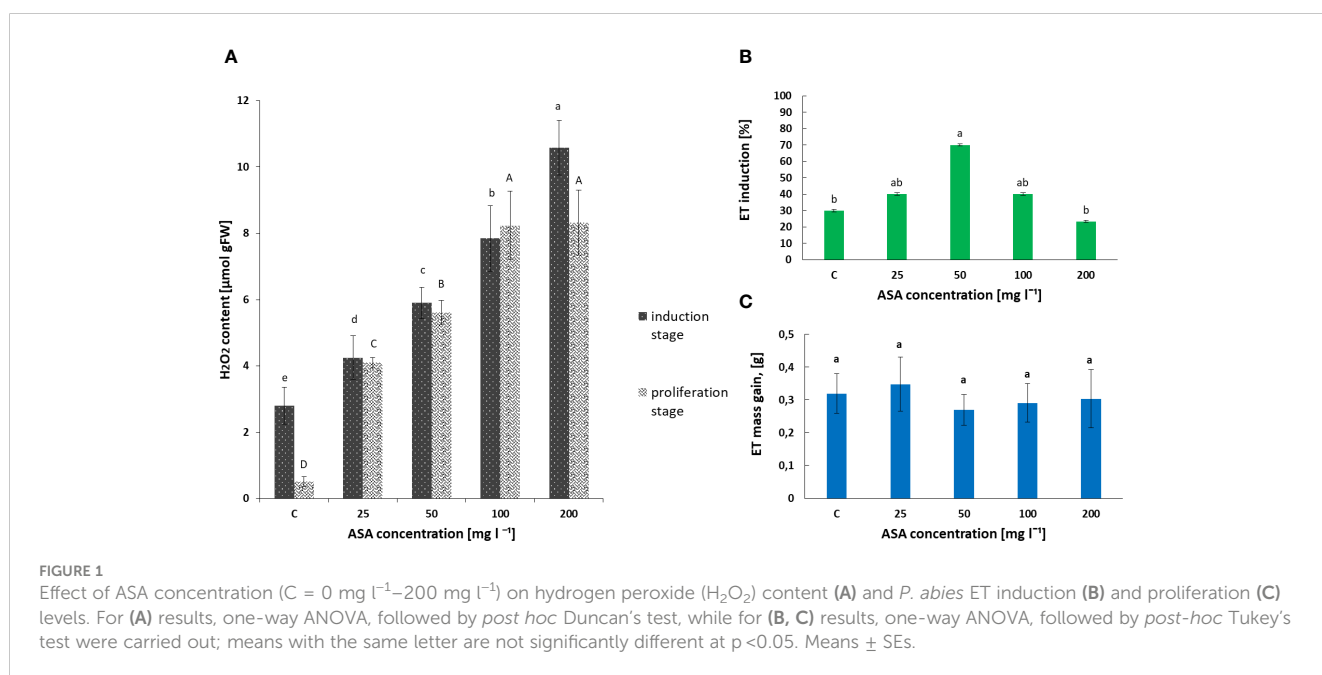 A
12
10
8
6
4
2
0
H2O2 content [µmol gFW]
e
D
d
C
c
B
b
A
a
A
C 25 50 100 200
ASA concentration [mg l ⁻¹]
induction
stage
proliferation
stage
B
100
90
80
70
60
50
40
30
20
10
0
ET induction [%]
b
ab
a
ab
b
C 25 50 100 200
ASA concentration [mg l⁻¹]
C
0,5
0,4
0,3
0,2
0,1
0
ET mass gain, [g]
a
a
a
a
a
C 25 50 100 200
ASA concentration [mg l⁻¹]
FIGURE 1
Effect of ASA concentration (C = 0 mg l⁻¹–200 mg l⁻¹) on hydrogen peroxide (H₂O₂) content (A) and P. abies ET induction (B) and proliferation (C)
levels. For (A) results, one-way ANOVA, followed by post hoc Duncan's test, while for (B, C) results, one-way ANOVA, followed by post-hoc Tukey's
test were carried out; means with the same letter are not significantly different at p <0.05. Means ± SEs.